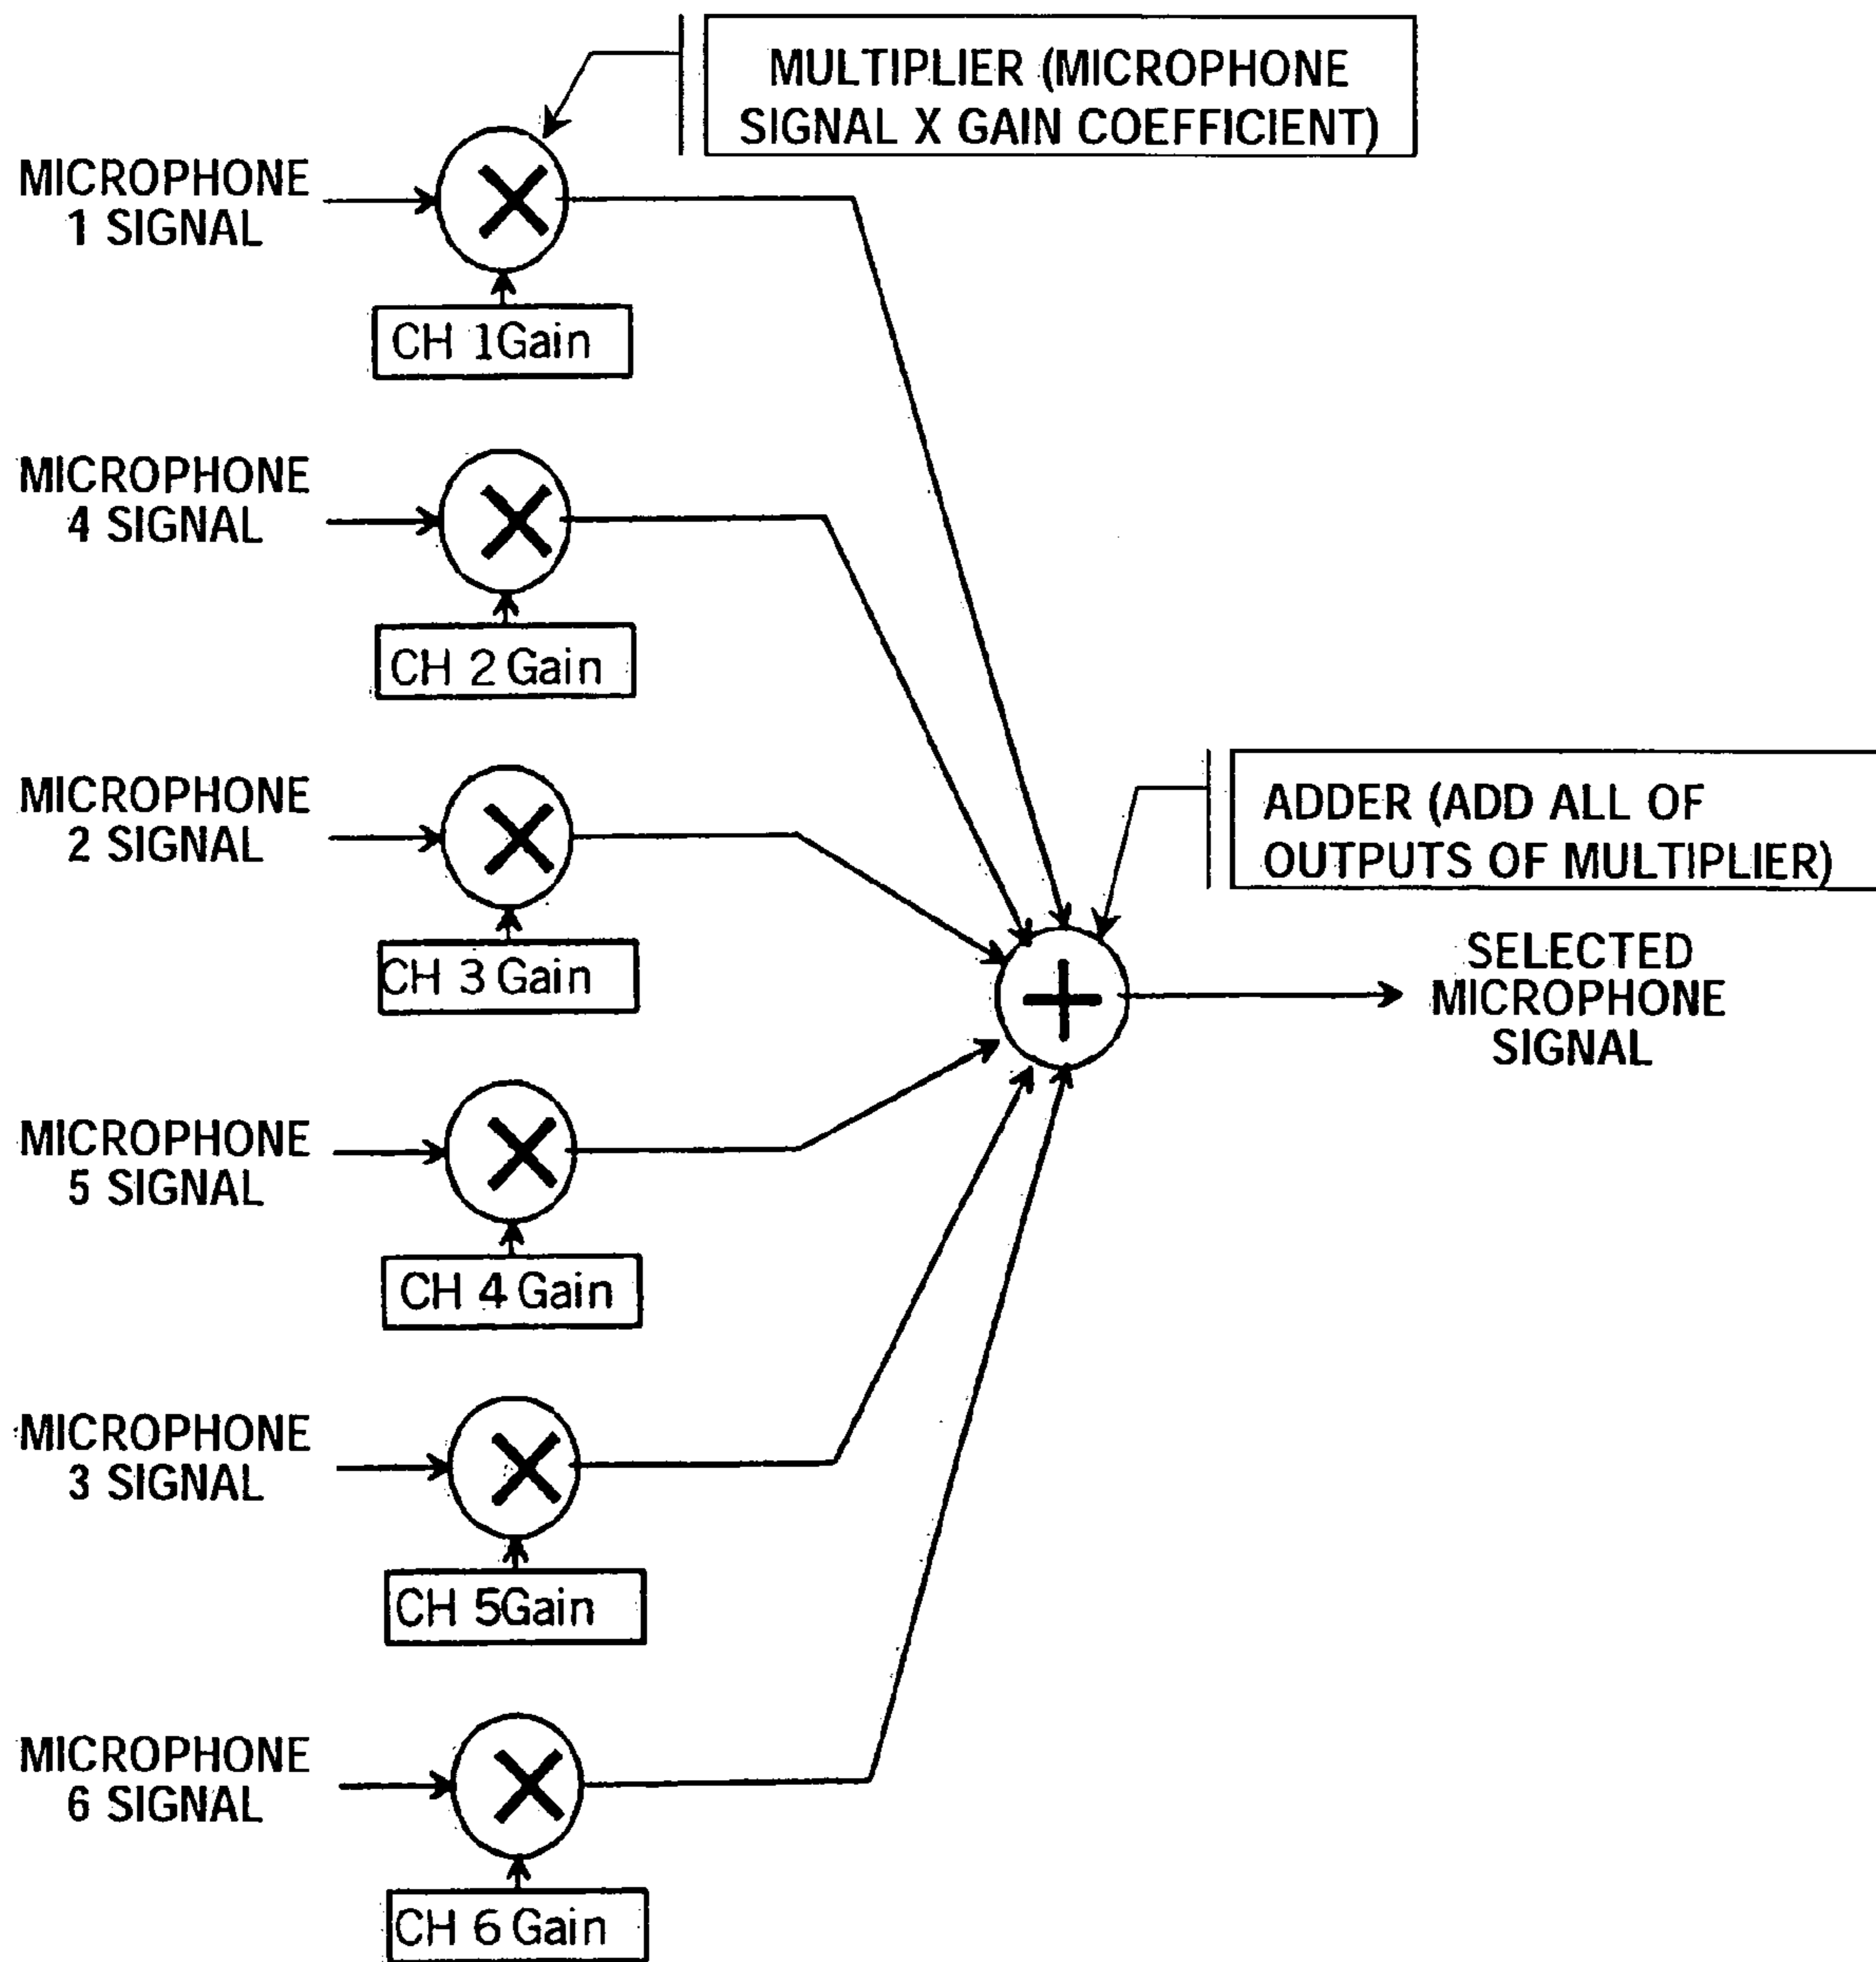 MULTIPLIER (MICROPHONE
SIGNAL X GAIN COEFFICIENT)
MICROPHONE
1 SIGNAL
CH 1Gain
MICROPHONE
4 SIGNAL
CH 2 Gain
MICROPHONE
2 SIGNAL
CH 3 Gain
ADDER (ADD ALL OF
OUTPUTS OF MULTIPLIER)
SELECTED
MICROPHONE
SIGNAL
MICROPHONE
5 SIGNAL
CH 4 Gain
MICROPHONE
3 SIGNAL
CH 5Gain
MICROPHONE
6 SIGNAL
CH 6 Gain